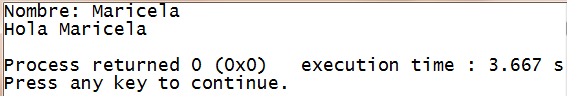 Nombre: Maricela
Hola Maricela
Process returned 0 (0x0)   execution time : 3.667 s
Press any key to continue.